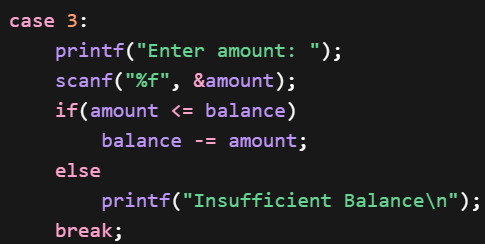 case 3:
    printf("Enter amount: ");
    scanf("%f", &amount);
    if(amount <= balance)
        balance -= amount;
    else
        printf("Insufficient Balance\n");
    break;